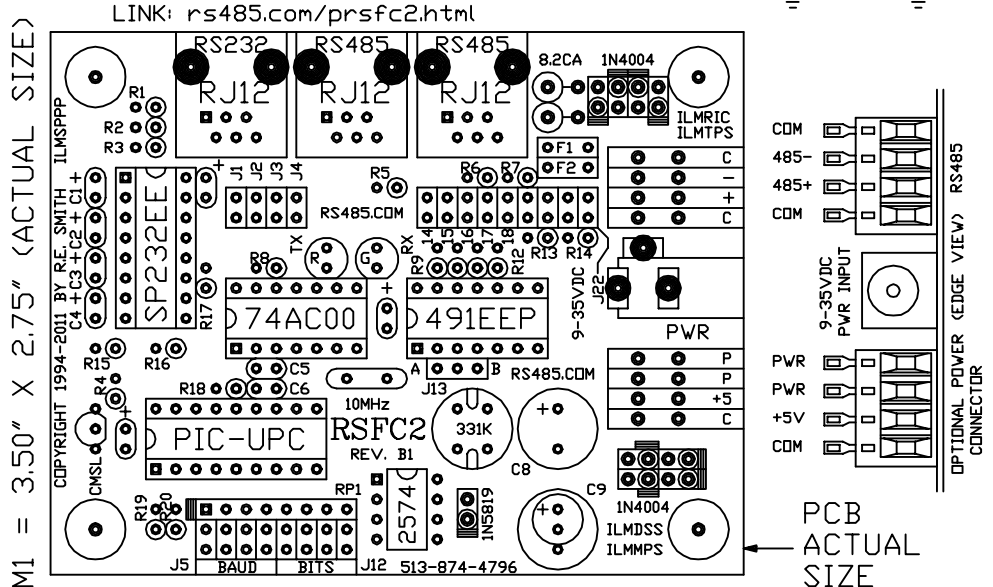 LINK: rs485.com/prsfc2.html
M1 = 3.50" X 2.75" (ACTUAL SIZE)
COPYRIGHT 1994-2011 BY R.E. SMITH
ILMSPPP
RS232
RS485
RS485
RJ12
RJ12
RJ12
8.2CA
1N4004
ILMRIC
ILMTPS
R1
R2
R3
J1
J2
J3
J4
R5
R6
R7
F1
F2
C
-
+
C
RS485.COM
C1 +
C2 +
C3 +
C4 +
+
SP232EE
R17
TX
R
G
RX
R8
14
15
16
17
18
R9
R12
R13
R14
9-35VDC
J22
PWR
74AC00
+
491EEP
A
B
J13
RS485.COM
R15
R16
R4
R18
C5
C6
10MHz
P
P
+5
C
+
CMSL
PIC-UPC
RSFC2
REV. B1
331K
+
C8
R19
R20
RP1
2574
1N5819
+
C9
1N4004
ILMDSS
ILMMPS
J5
BAUD
BITS
J12
513-874-4796
COM
485-
485+
COM
RS485
9-35VDC
PWR INPUT
PWR
PWR
+5V
COM
OPTIONAL POWER (EDGE VIEW)
CONNECTOR
PCB
ACTUAL
SIZE